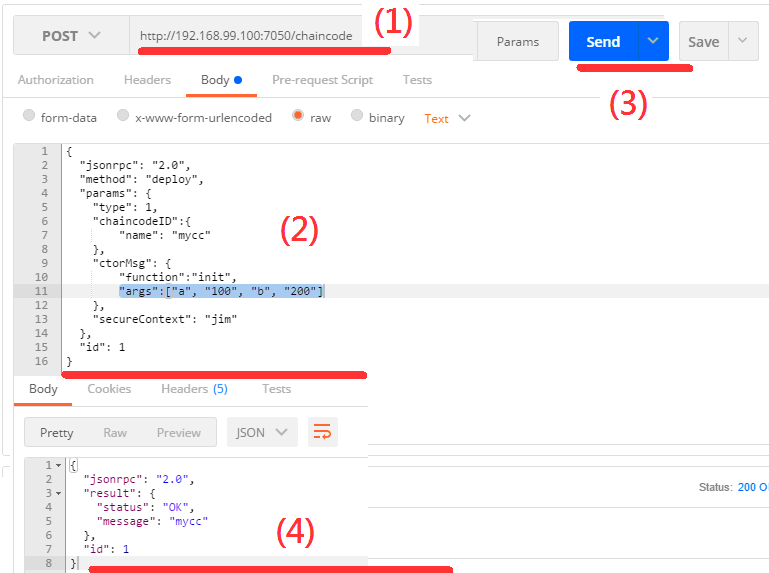 POST http://192.168.99.100:7050/chaincode (1) Params Send Save
Authorization Headers Body Pre-request Script Tests
(3)
form-data x-www-form-urlencoded raw binary Text
1 {
2 "jsonrpc": "2.0",
3 "method": "deploy",
4 "params": {
5 "type": 1,
6 "chaincodeID":{
7 "name": "mycc"
(2)
8 },
9 "ctorMsg": {
10 "function":"init",
11 "args":["a", "100", "b", "200"]
12 },
13 "secureContext": "jim"
14 },
15 "id": 1
16 }
Body Cookies Headers (5) Tests
Pretty Raw Preview JSON
1 {
2 "jsonrpc": "2.0",
3 "result": {
Status: 200 O
4 "status": "OK",
5 "message": "mycc"
6 },
(4)
7 "id": 1
8 }